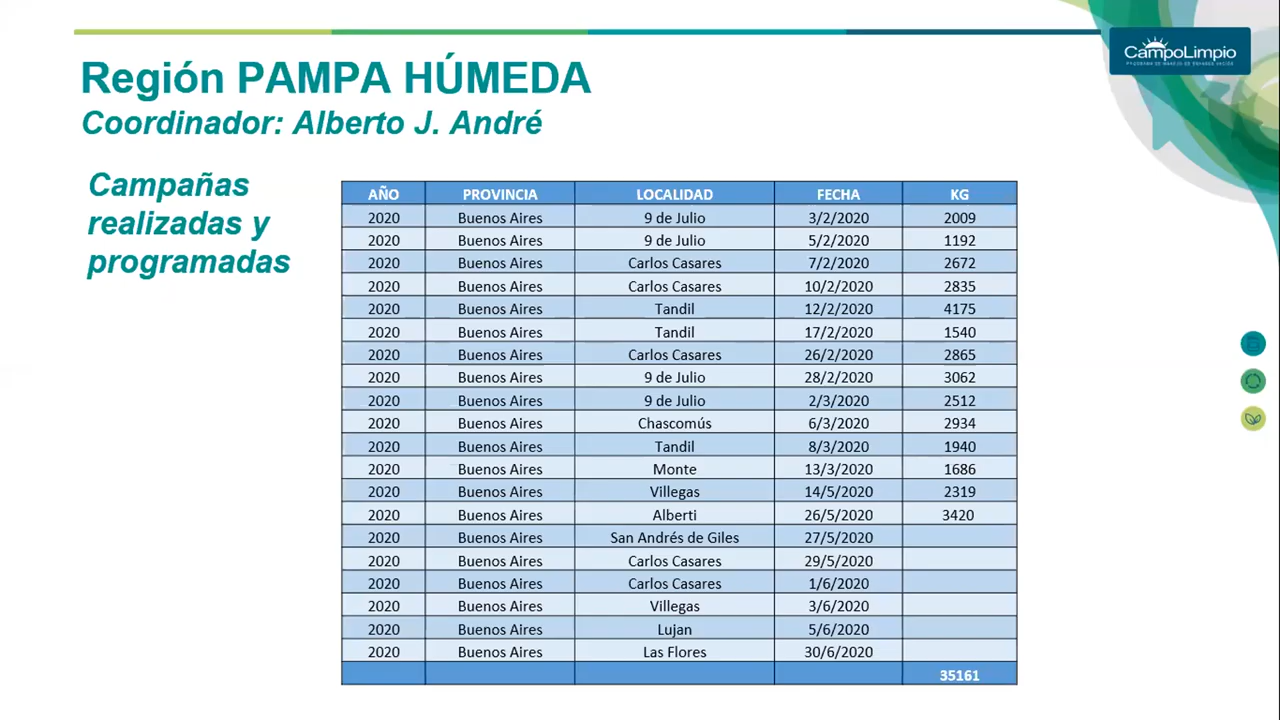 CampoLimpio
Región PAMPA HÚMEDA
Coordinador: Alberto J. André
Campañas
realizadas y
programadas
AÑO PROVINCIA LOCALIDAD FECHA KG
2020 Buenos Aires 9 de Julio 3/2/2020 2009
2020 Buenos Aires 9 de Julio 5/2/2020 1192
2020 Buenos Aires Carlos Casares 7/2/2020 2672
2020 Buenos Aires Carlos Casares 10/2/2020 2835
2020 Buenos Aires Tandil 12/2/2020 4175
2020 Buenos Aires Tandil 17/2/2020 1540
2020 Buenos Aires Carlos Casares 26/2/2020 2865
2020 Buenos Aires 9 de Julio 28/2/2020 3062
2020 Buenos Aires 9 de Julio 2/3/2020 2512
2020 Buenos Aires Chascomús 6/3/2020 2934
2020 Buenos Aires Tandil 8/3/2020 1940
2020 Buenos Aires Monte 13/3/2020 1686
2020 Buenos Aires Villegas 14/5/2020 2319
2020 Buenos Aires Alberti 26/5/2020 3420
2020 Buenos Aires San Andrés de Giles 27/5/2020
2020 Buenos Aires Carlos Casares 29/5/2020
2020 Buenos Aires Carlos Casares 1/6/2020
2020 Buenos Aires Villegas 3/6/2020
2020 Buenos Aires Lujan 5/6/2020
2020 Buenos Aires Las Flores 30/6/2020
35161